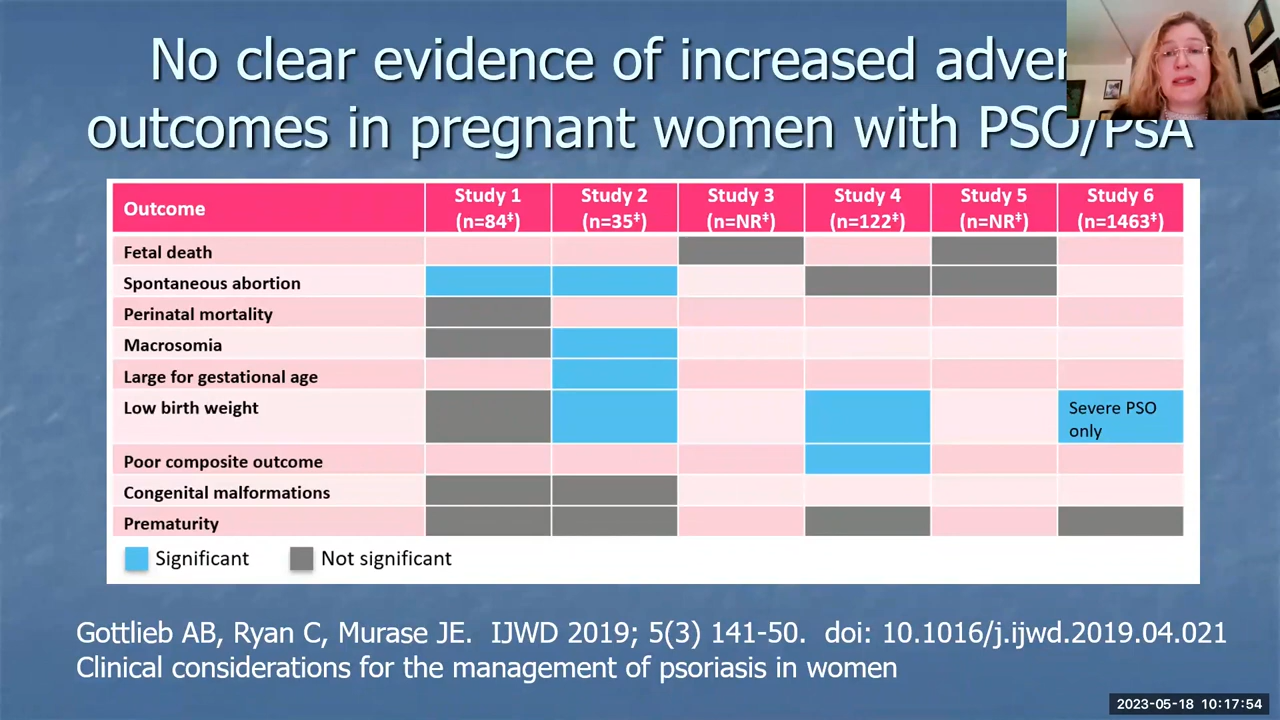 No clear evidence of increased adver
outcomes in pregnant women with PSO/PsA
Outcome Study 1 (n=84‡) Study 2 (n=35‡) Study 3 (n=NR‡) Study 4 (n=122‡) Study 5 (n=NR‡) Study 6 (n=1463‡)
Fetal death
Spontaneous abortion
Perinatal mortality
Macrosomia
Large for gestational age
Low birth weight Severe PSO only
Poor composite outcome
Congenital malformations
Prematurity
Significant Not significant
Gottlieb AB, Ryan C, Murase JE. IJWD 2019; 5(3) 141-50. doi: 10.1016/j.ijwd.2019.04.021
Clinical considerations for the management of psoriasis in women
2023-05-18 10:17:54